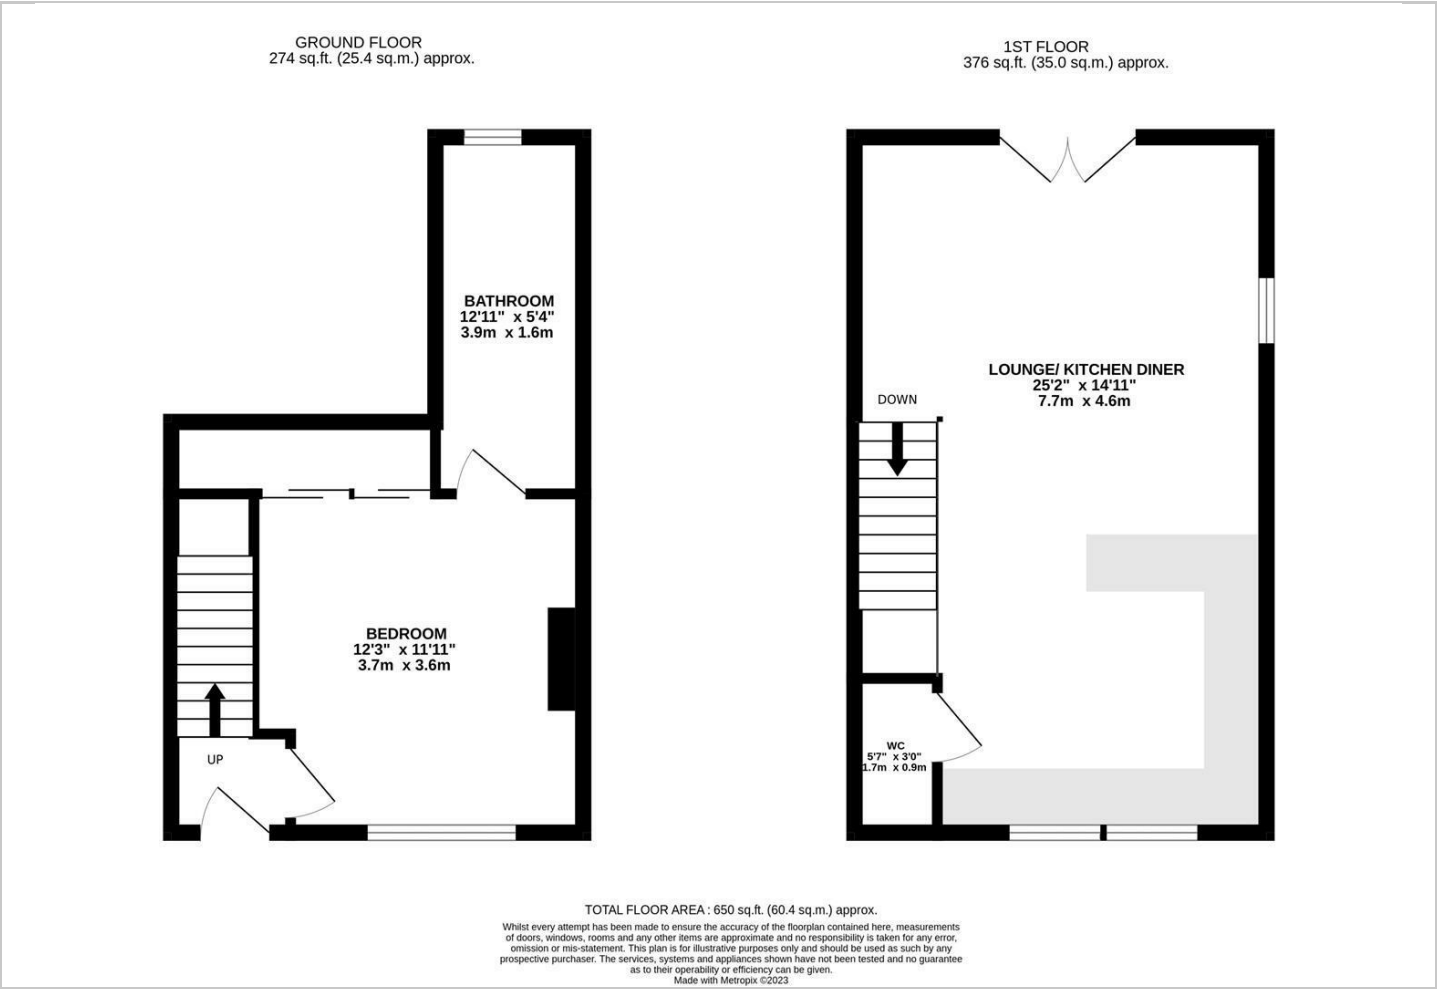 GROUND FLOOR
274 sq.ft. (25.4 sq.m.) approx.
1ST FLOOR
376 sq.ft. (35.0 sq.m.) approx.
BATHROOM
12'11" x 5'4"
3.9m x 1.6m
BEDROOM
12'3" x 11'11"
3.7m x 3.6m
UP
LOUNGE/ KITCHEN DINER
25'2" x 14'11"
7.7m x 4.6m
DOWN
WC
5'7" x 3'0"
1.7m x 0.9m
TOTAL FLOOR AREA : 650 sq.ft. (60.4 sq.m.) approx.
Whilst every attempt has been made to ensure the accuracy of the floorplan contained here, measurements
of doors, windows, rooms and any other items are approximate and no responsibility is taken for any error,
omission or mis-statement. This plan is for illustrative purposes only and should be used as such by any
prospective purchaser. The services, systems and appliances shown have not been tested and no guarantee
as to their operability or efficiency can be given.
Made with Metropix ©2023